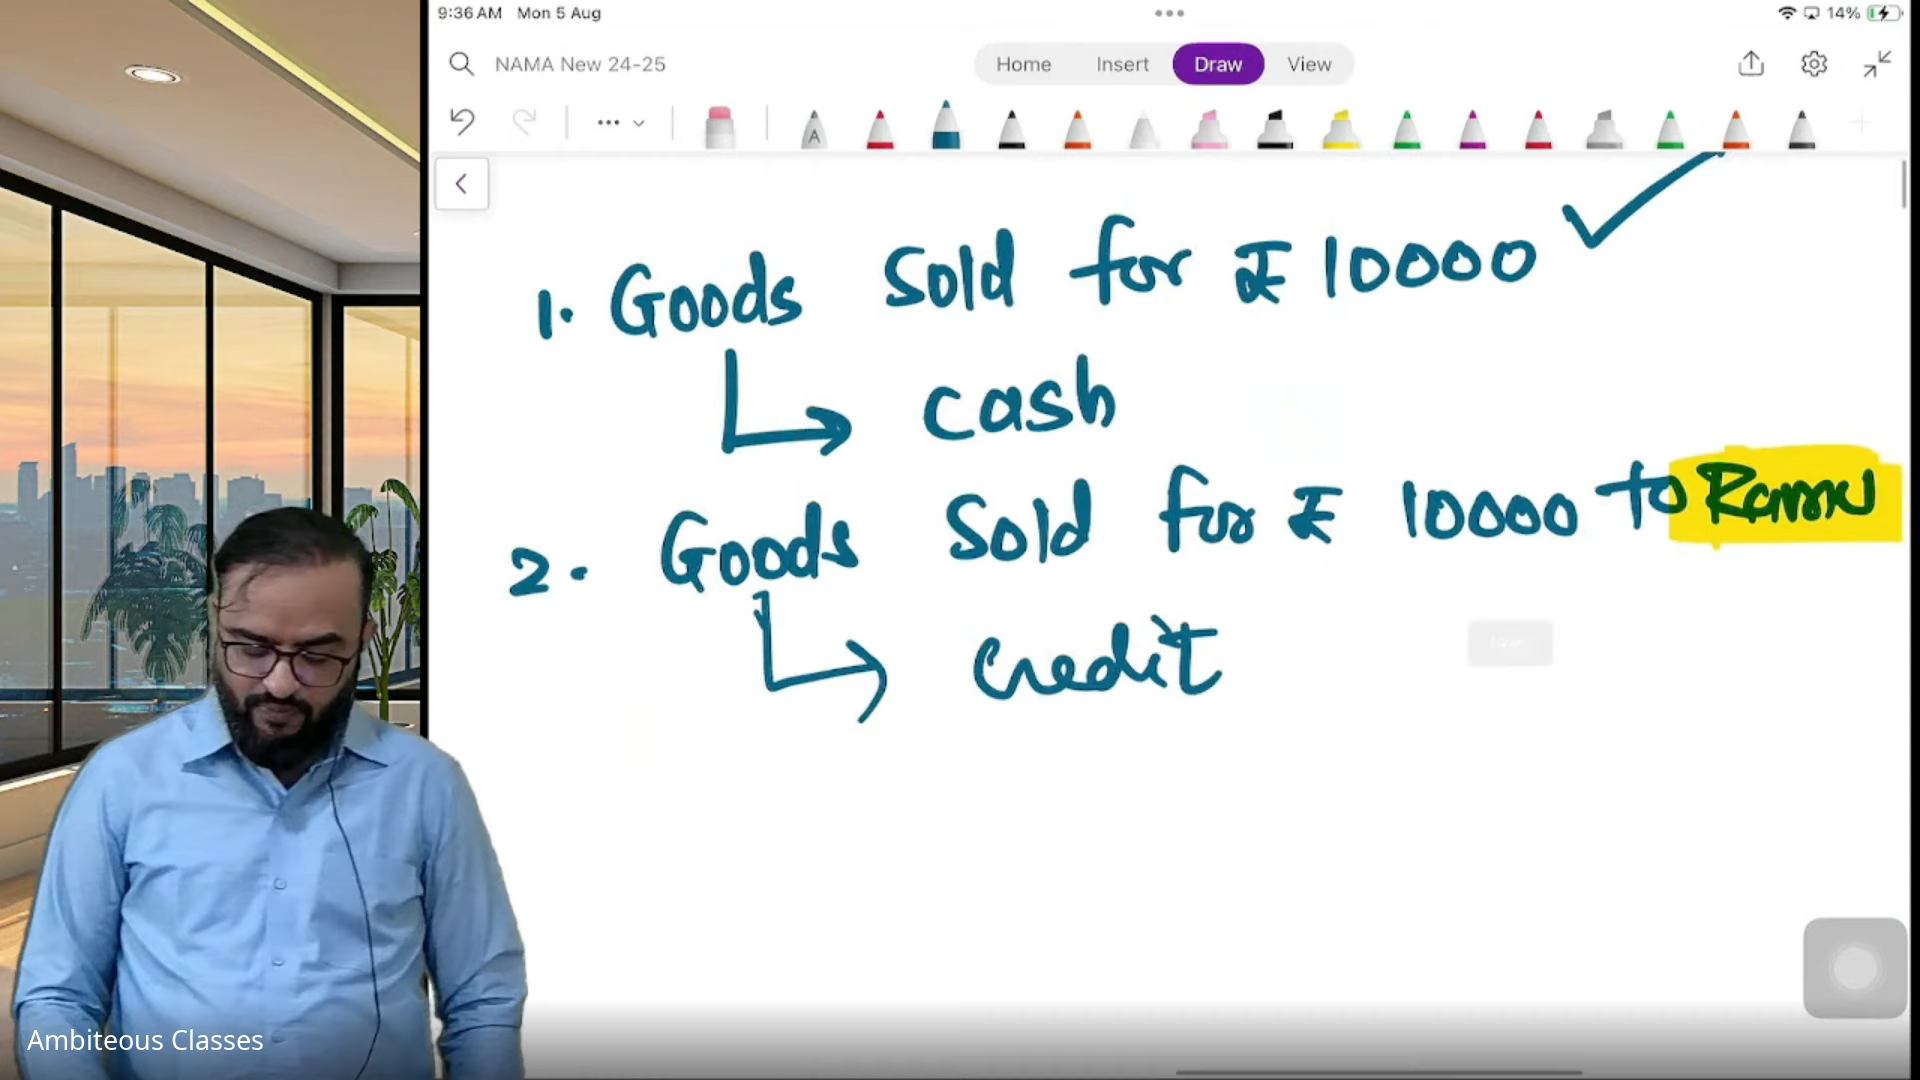 9:36 AM Mon 5 Aug
14%
NAMA New 24-25
Home Insert Draw View
A
1. Goods Sold for ₹ 10000
Cash
2. Goods Sold for ₹ 10000 to Ramu
Credit
Ambiteous Classes